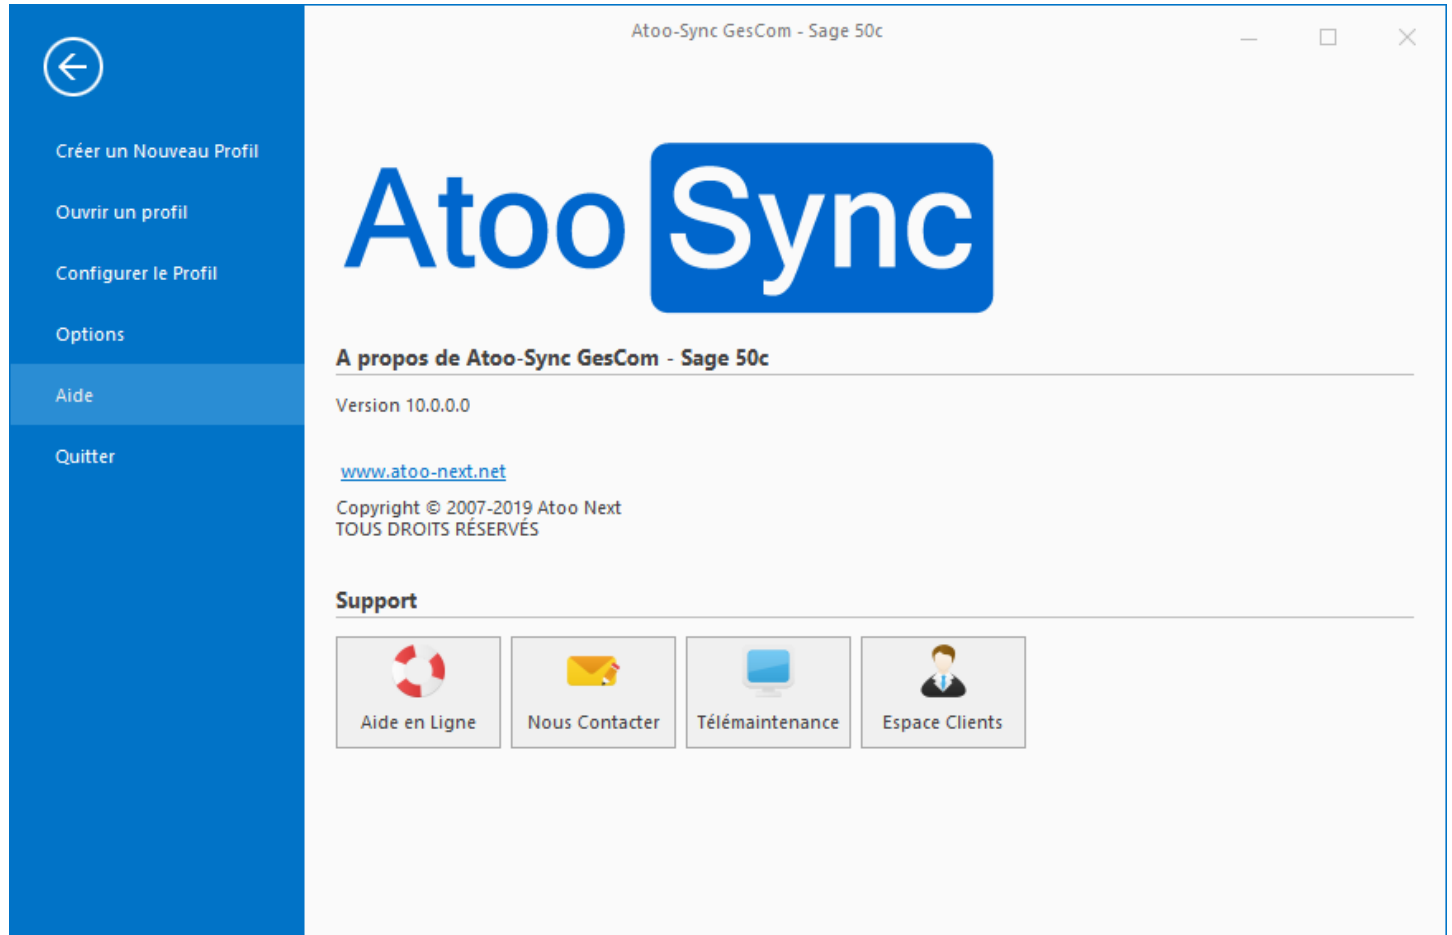 Atoo-Sync GesCom - Sage 50c
Créer un Nouveau Profil
Ouvrir un profil
Configurer le Profil
Options
Aide
Quitter
Atoo Sync
A propos de Atoo-Sync GesCom - Sage 50c
Version 10.0.0.0
www.atoo-next.net
Copyright © 2007-2019 Atoo Next
TOUS DROITS RÉSERVÉS
Support
Aide en Ligne
Nous Contacter
Télémaintenance
Espace Clients